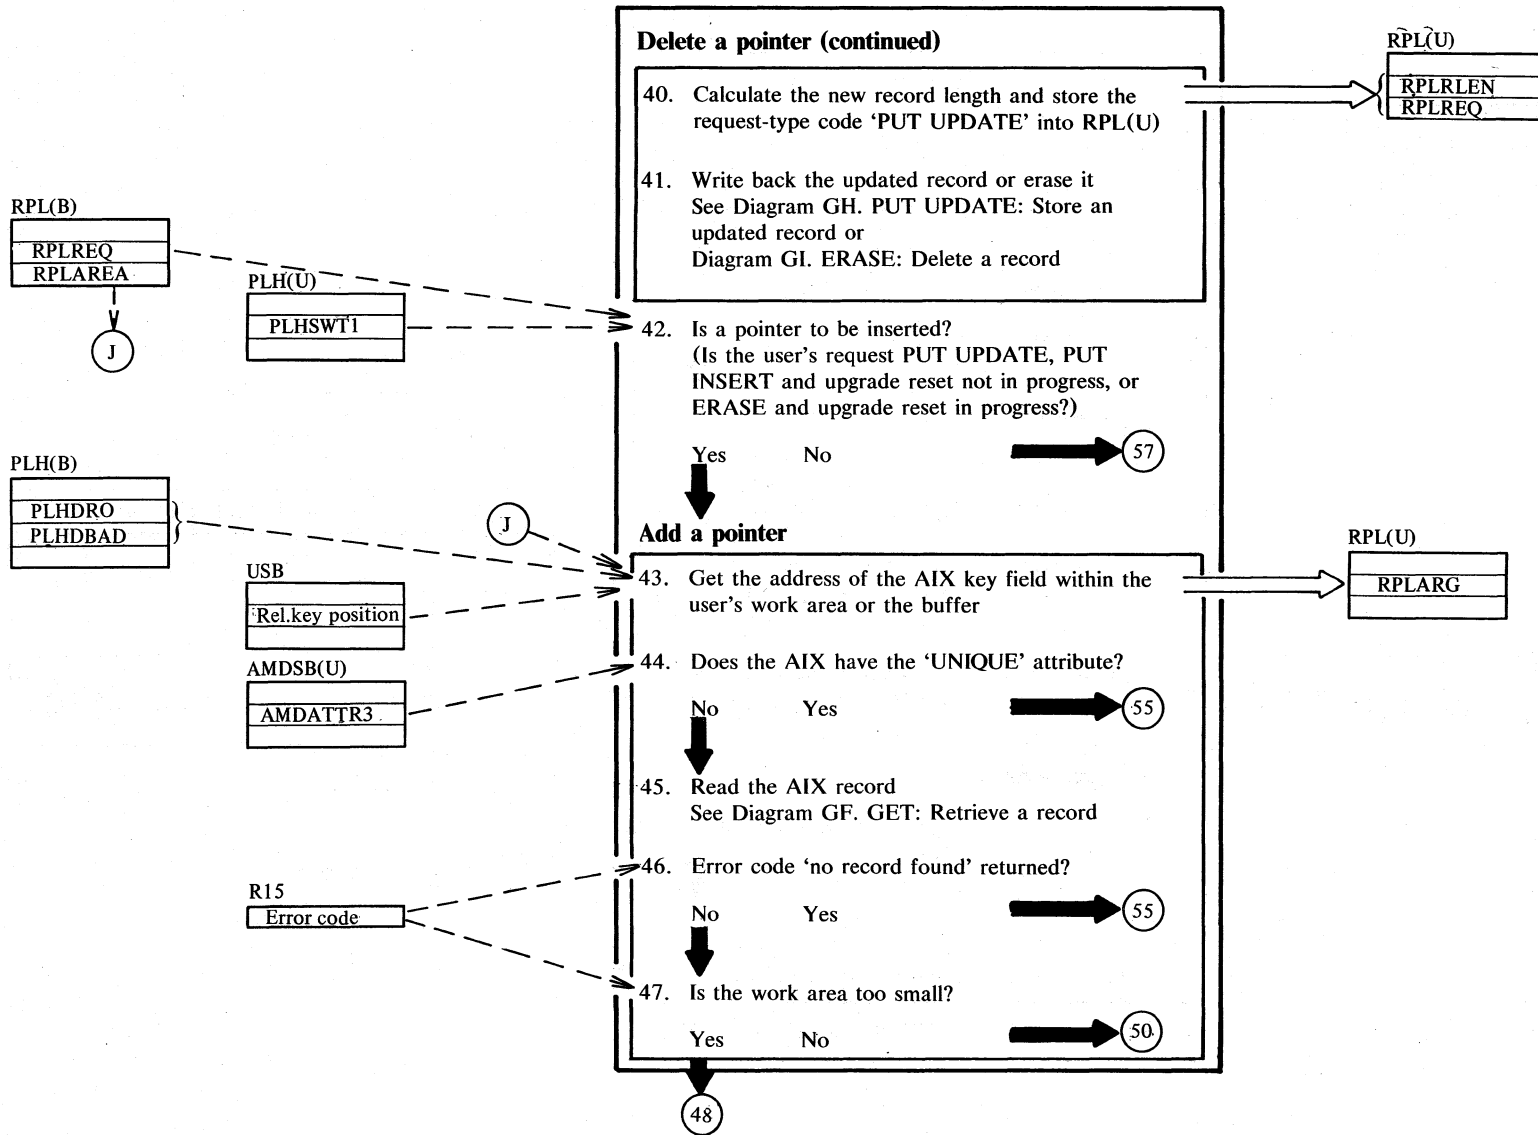 Delete a pointer (continued)
RPL(U)
40. Calculate the new record length and store the
request-type code ‘PUT UPDATE’ into RPL(U)
RPLRLEN
RPLREQ
41. Write back the updated record or erase it
See Diagram GH. PUT UPDATE: Store an
updated record or
Diagram GI. ERASE: Delete a record
RPL(B)
RPLREQ
RPLAREA
J
PLH(U)
PLHSWT1
42. Is a pointer to be inserted?
(Is the user's request PUT UPDATE, PUT
INSERT and upgrade reset not in progress, or
ERASE and upgrade reset in progress?)
Yes No 57
PLH(B)
PLHDRO
PLHDBAD
J
Add a pointer
USB
Rel.key position
43. Get the address of the AIX key field within the
user's work area or the buffer
RPL(U)
RPLARG
AMDSB(U)
AMDATTR3
44. Does the AIX have the ‘UNIQUE’ attribute?
No Yes 55
45. Read the AIX record
See Diagram GF. GET: Retrieve a record
46. Error code ‘no record found’ returned?
R15
Error code
No Yes 55
47. Is the work area too small?
Yes No 50
48